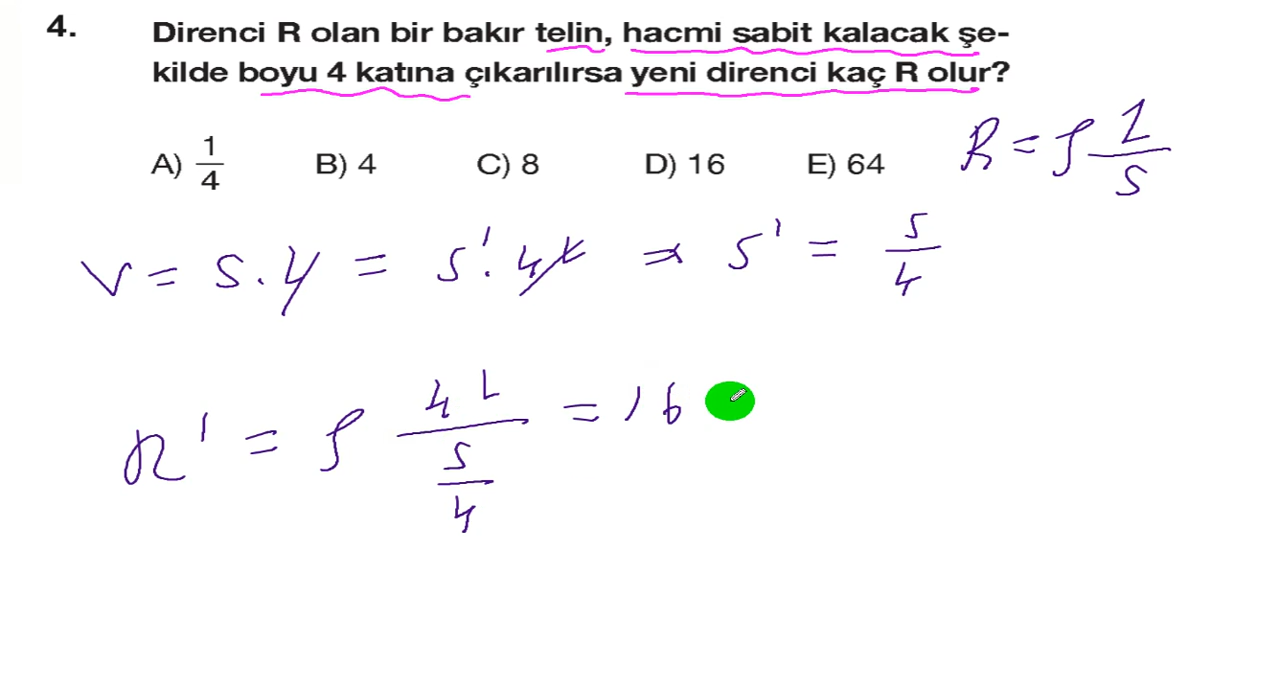 4. Direnci R olan bir bakır telin, hacmi sabit kalacak şe-
kilde boyu 4 katına çıkarılırsa yeni direnci kaç R olur?
A) 1/4 B) 4 C) 8 D) 16 E) 64
R = ρ L/S
V = S . L = S' . 4L ⇒ S' = S/4
R' = ρ 4L/(S/4) = 16